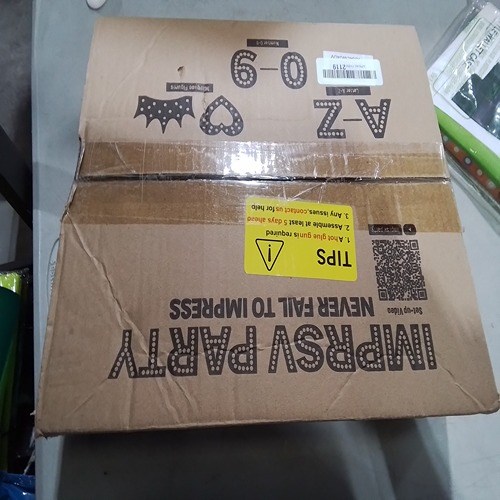 IMPRSV PARTY
NEVER FAIL TO IMPRESS
Set-up Video
TIPS
1. A hot glue gun is required
2. Assemble at least 5 days ahead
3. Any issues, contact us for help
A-Z
0-9